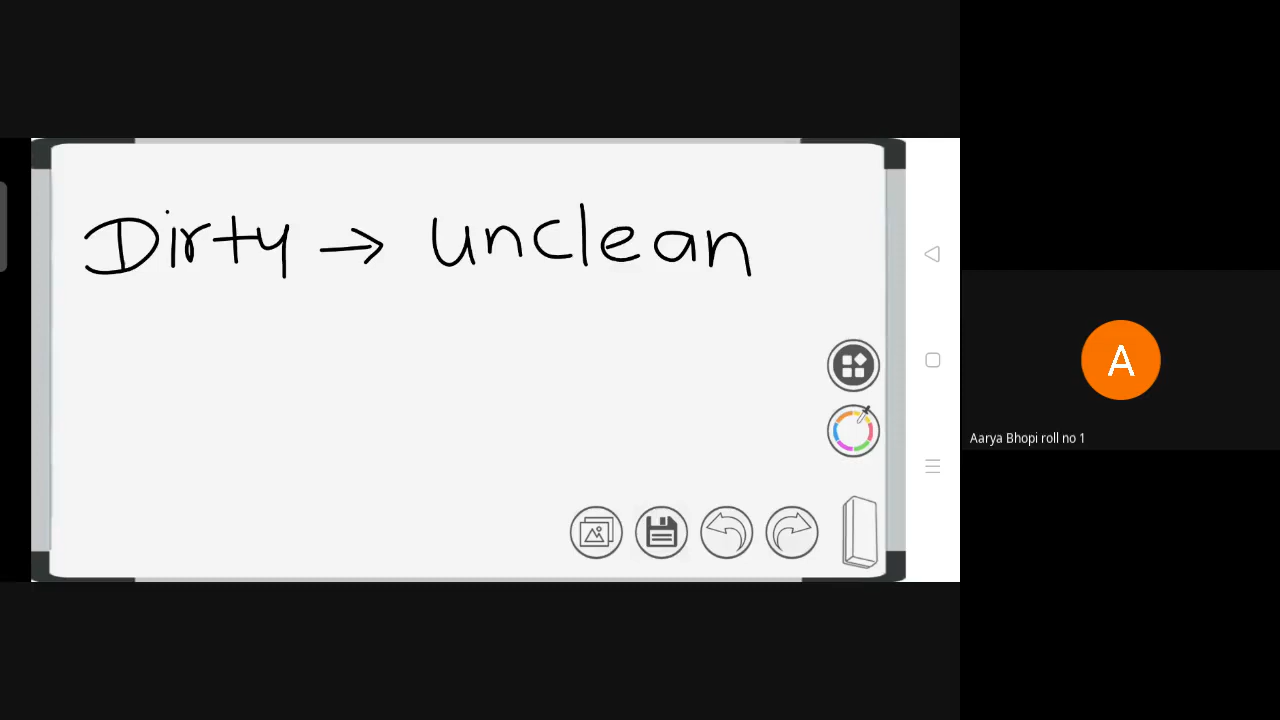 Dirty → unclean
A
Aarya Bhopi roll no 1